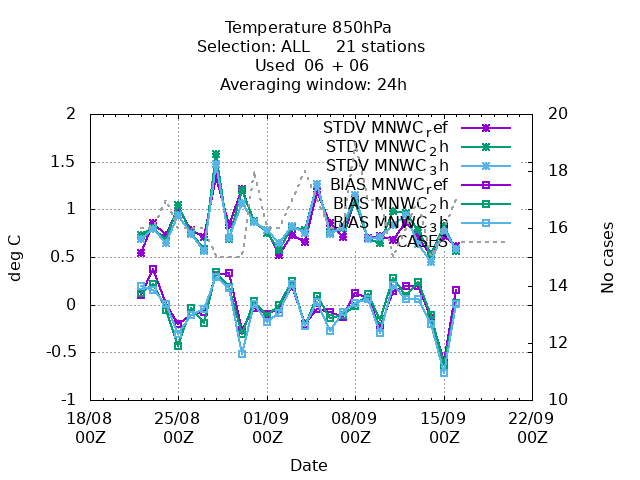 Temperature 850hPa
Selection: ALL     21 stations
Used  06 + 06
Averaging window: 24h
STDV MNWC_ref
STDV MNWC_2h
STDV MNWC_3h
BIAS MNWC_ref
BIAS MNWC_2h
BIAS MNWC_3h
CASES
deg C
2
1.5
1
0.5
0
-0.5
-1
No cases
20
18
16
14
12
10
18/08 25/08 01/09 08/09 15/09 22/09
00Z 00Z 00Z 00Z 00Z 00Z
Date